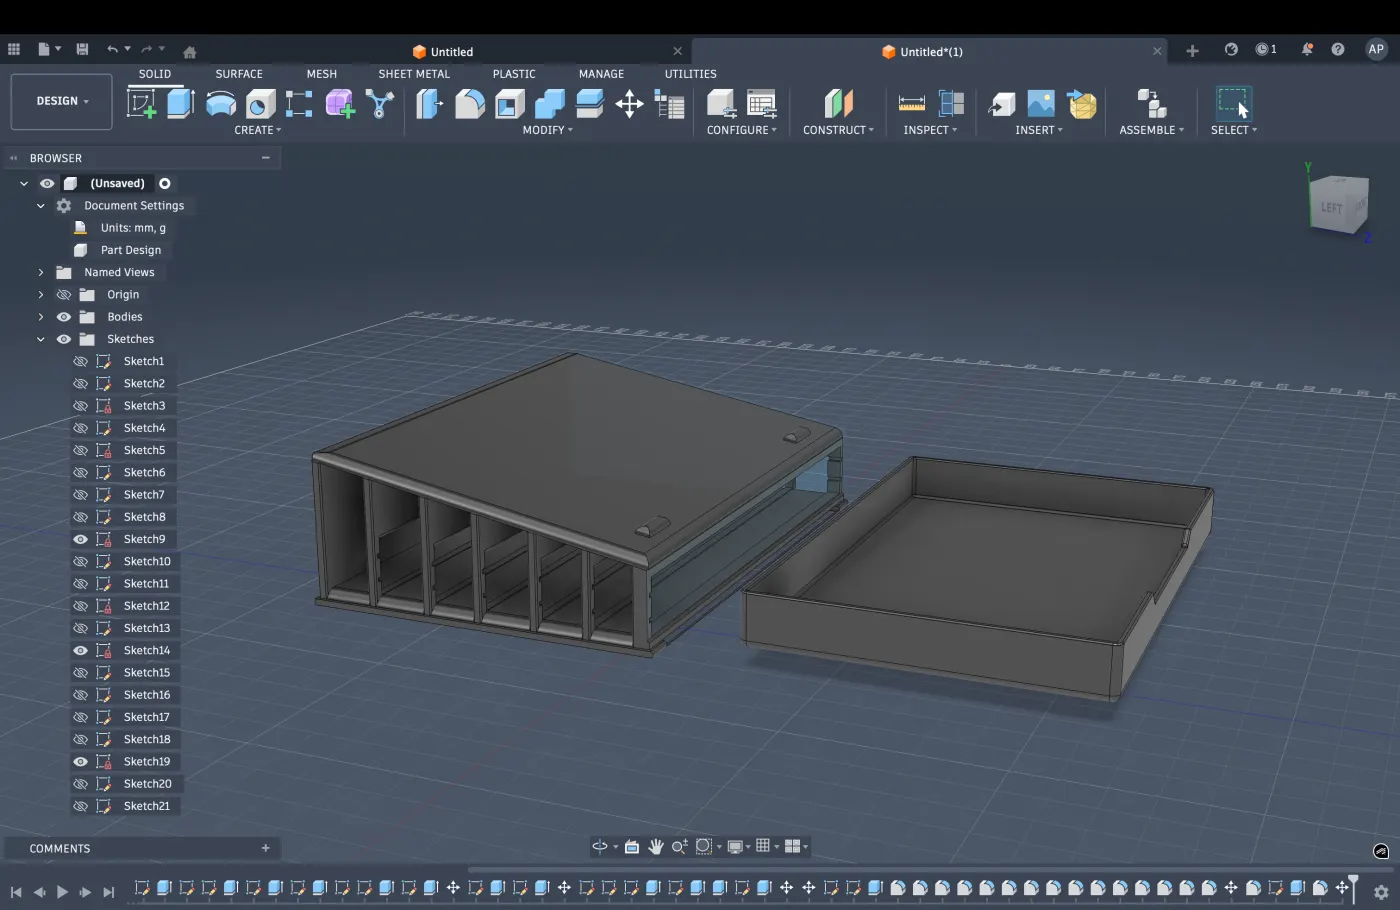 Untitled
Untitled*(1)
1
AP
DESIGN
SOLID
SURFACE
MESH
SHEET METAL
PLASTIC
MANAGE
UTILITIES
CREATE
MODIFY
CONFIGURE
CONSTRUCT
INSPECT
INSERT
ASSEMBLE
SELECT
BROWSER
(Unsaved)
Document Settings
Units: mm, g
Part Design
Named Views
Origin
Bodies
Sketches
Sketch1
Sketch2
Sketch3
Sketch4
Sketch5
Sketch6
Sketch7
Sketch8
Sketch9
Sketch10
Sketch11
Sketch12
Sketch13
Sketch14
Sketch15
Sketch16
Sketch17
Sketch18
Sketch19
Sketch20
Sketch21
Y
LEFT
Z
COMMENTS